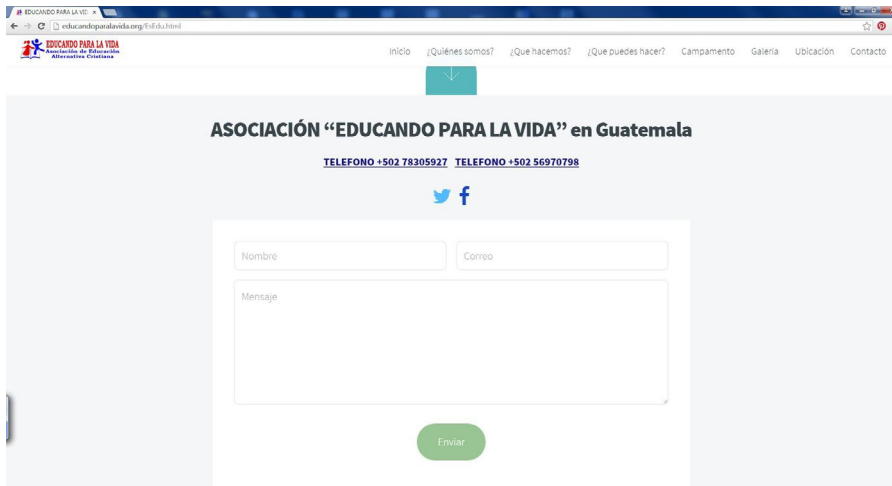 EDUCANDO PARA LA VID
educandoparalavida.org/EsEdu.html
EDUCANDO PARA LA VIDA
Asociación de Educación
Alternativa Cristiana
Inicio ¿Quiénes somos? ¿Que hacemos? ¿Que puedes hacer? Campamento Galería Ubicación Contacto
ASOCIACIÓN “EDUCANDO PARA LA VIDA” en Guatemala
TELEFONO +502 78305927 TELEFONO +502 56970798
Nombre Correo
Mensaje
Enviar